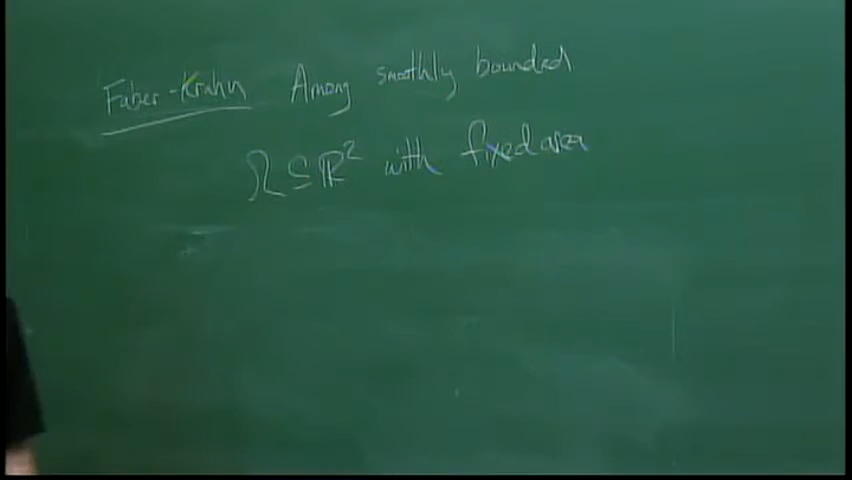 Faber-Krahn Among smoothly bounded
Ω ⊆ ℝ² with fixed area